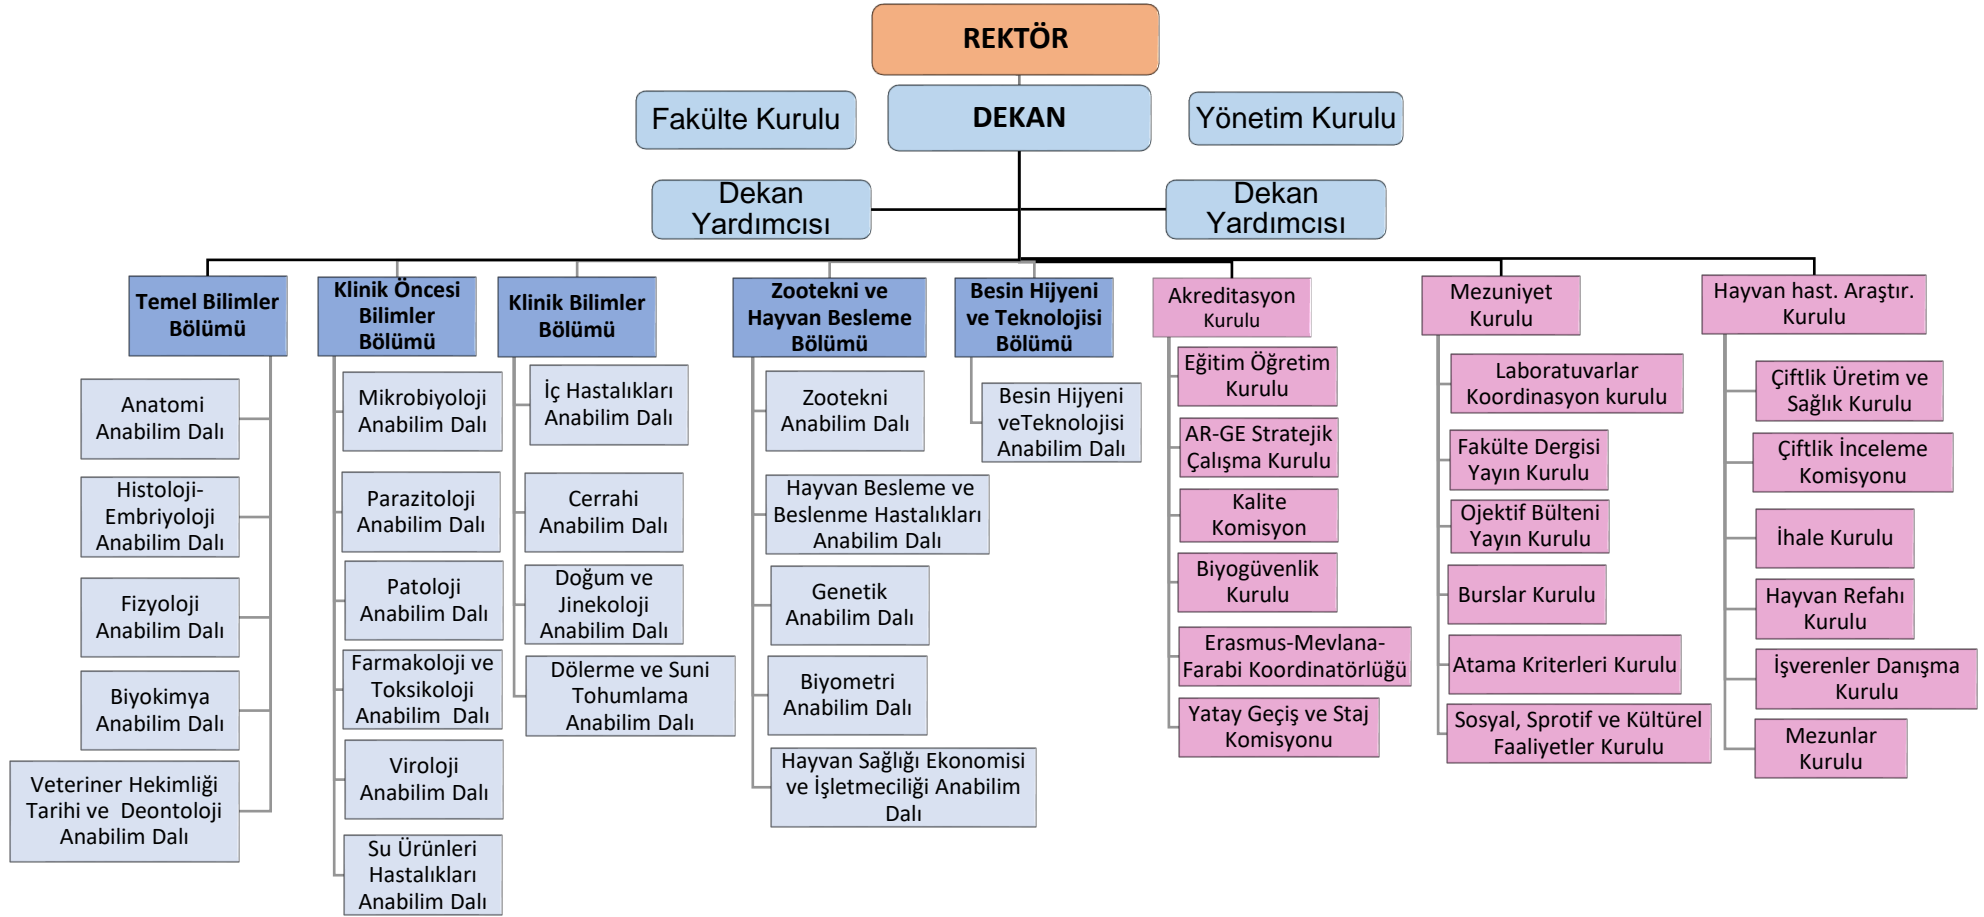 REKTÖR
Fakülte Kurulu
DEKAN
Yönetim Kurulu
Dekan
Yardımcısı
Dekan
Yardımcısı
Temel Bilimler
Bölümü
Anatomi
Anabilim Dalı
Histoloji-
Embriyoloji
Anabilim Dalı
Fizyoloji
Anabilim Dalı
Biyokimya
Anabilim Dalı
Veteriner Hekimliği
Tarihi ve  Deontoloji
Anabilim Dalı
Klinik Öncesi
Bilimler
Bölümü
Mikrobiyoloji
Anabilim Dalı
Parazitoloji
Anabilim Dalı
Patoloji
Anabilim Dalı
Farmakoloji ve
Toksikoloji
Anabilim  Dalı
Viroloji
Anabilim Dalı
Su Ürünleri
Hastalıkları
Anabilim Dalı
Klinik Bilimler
Bölümü
İç Hastalıkları
Anabilim Dalı
Cerrahi
Anabilim Dalı
Doğum ve
Jinekoloji
Anabilim Dalı
Dölerme ve Suni
Tohumlama
Anabilim Dalı
Zootekni ve
Hayvan Besleme
Bölümü
Zootekni
Anabilim Dalı
Hayvan Besleme ve
Beslenme Hastalıkları
Anabilim Dalı
Genetik
Anabilim Dalı
Biyometri
Anabilim Dalı
Hayvan Sağlığı Ekonomisi
ve İşletmeciliği Anabilim
Dalı
Besin Hijyeni
ve Teknolojisi
Bölümü
Besin Hijyeni
veTeknolojisi
Anabilim Dalı
Akreditasyon
Kurulu
Eğitim Öğretim
Kurulu
AR-GE Stratejik
Çalışma Kurulu
Kalite
Komisyon
Biyogüvenlik
Kurulu
Erasmus-Mevlana-
Farabi Koordinatörlüğü
Yatay Geçiş ve Staj
Komisyonu
Mezuniyet
Kurulu
Laboratuvarlar
Koordinasyon kurulu
Fakülte Dergisi
Yayın Kurulu
Ojektif Bülteni
Yayın Kurulu
Burslar Kurulu
Atama Kriterleri Kurulu
Sosyal, Sprotif ve Kültürel
Faaliyetler Kurulu
Hayvan hast. Araştır.
Kurulu
Çiftlik Üretim ve
Sağlık Kurulu
Çiftlik İnceleme
Komisyonu
İhale Kurulu
Hayvan Refahı
Kurulu
İşverenler Danışma
Kurulu
Mezunlar
Kurulu